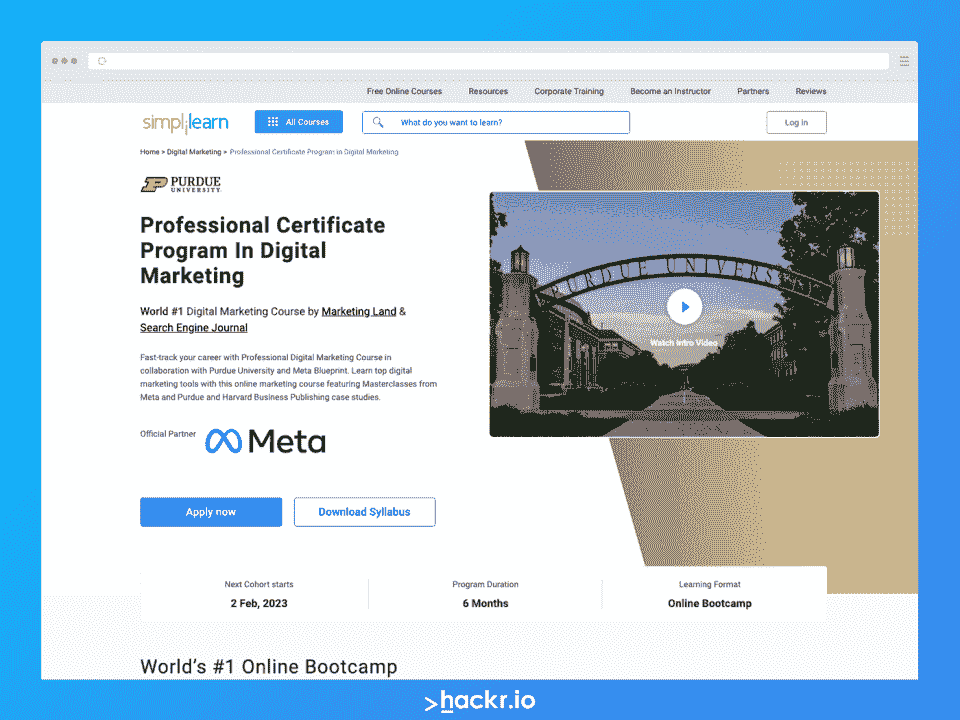 Free Online Courses Resources Corporate Training Become an Instructor Partners Reviews
simplilearn All Courses What do you want to learn? Log in
Home » Digital Marketing » Professional Certificate Program in Digital Marketing
PURDUE
UNIVERSITY
Professional Certificate
Program In Digital
Marketing
PURDUE UNIVERSITY
World #1 Digital Marketing Course by Marketing Land &
Search Engine Journal
Watch Intro Video
Fast-track your career with Professional Digital Marketing Course in
collaboration with Purdue University and Meta Blueprint. Learn top digital
marketing tools with this online marketing course featuring Masterclasses from
Meta and Purdue and Harvard Business Publishing case studies.
Official Partner Meta
Apply now Download Syllabus
Next Cohort starts Program Duration Learning Format
2 Feb, 2023 6 Months Online Bootcamp
World's #1 Online Bootcamp
>hackr.io